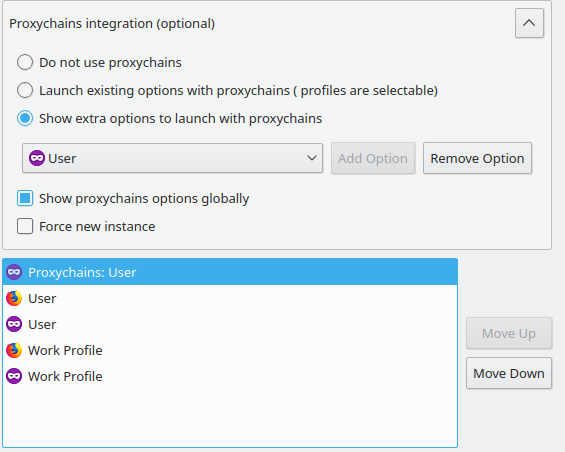 Proxychains integration (optional)
Do not use proxychains
Launch existing options with proxychains ( profiles are selectable)
Show extra options to launch with proxychains
User
Add Option
Remove Option
Show proxychains options globally
Force new instance
Proxychains: User
User
User
Work Profile
Work Profile
Move Up
Move Down